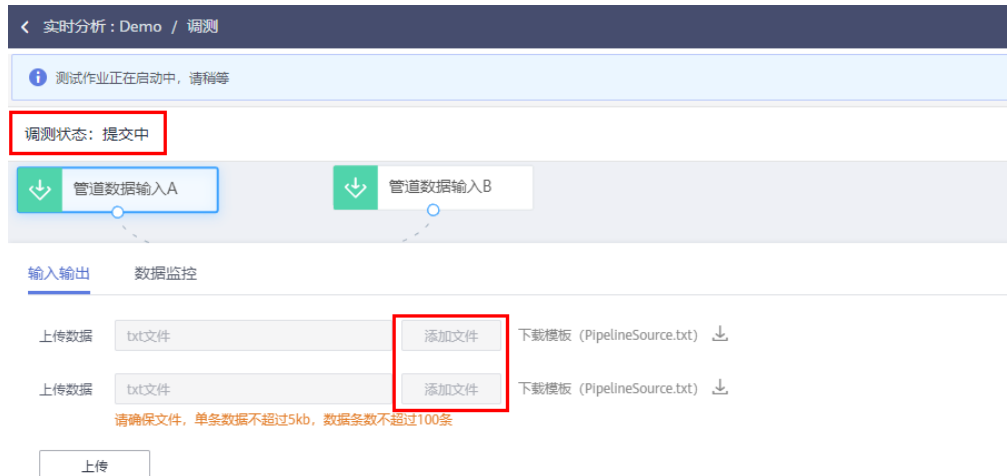 实时分析：Demo / 调测
测试作业正在启动中，请稍等
调测状态：提交中
管道数据输入A 管道数据输入B
输入输出 数据监控
上传数据 txt文件 添加文件 下载模板（PipelineSource.txt）
上传数据 txt文件 添加文件 下载模板（PipelineSource.txt）
请确保文件，单条数据不超过5kb，数据条数不超过100条
上传